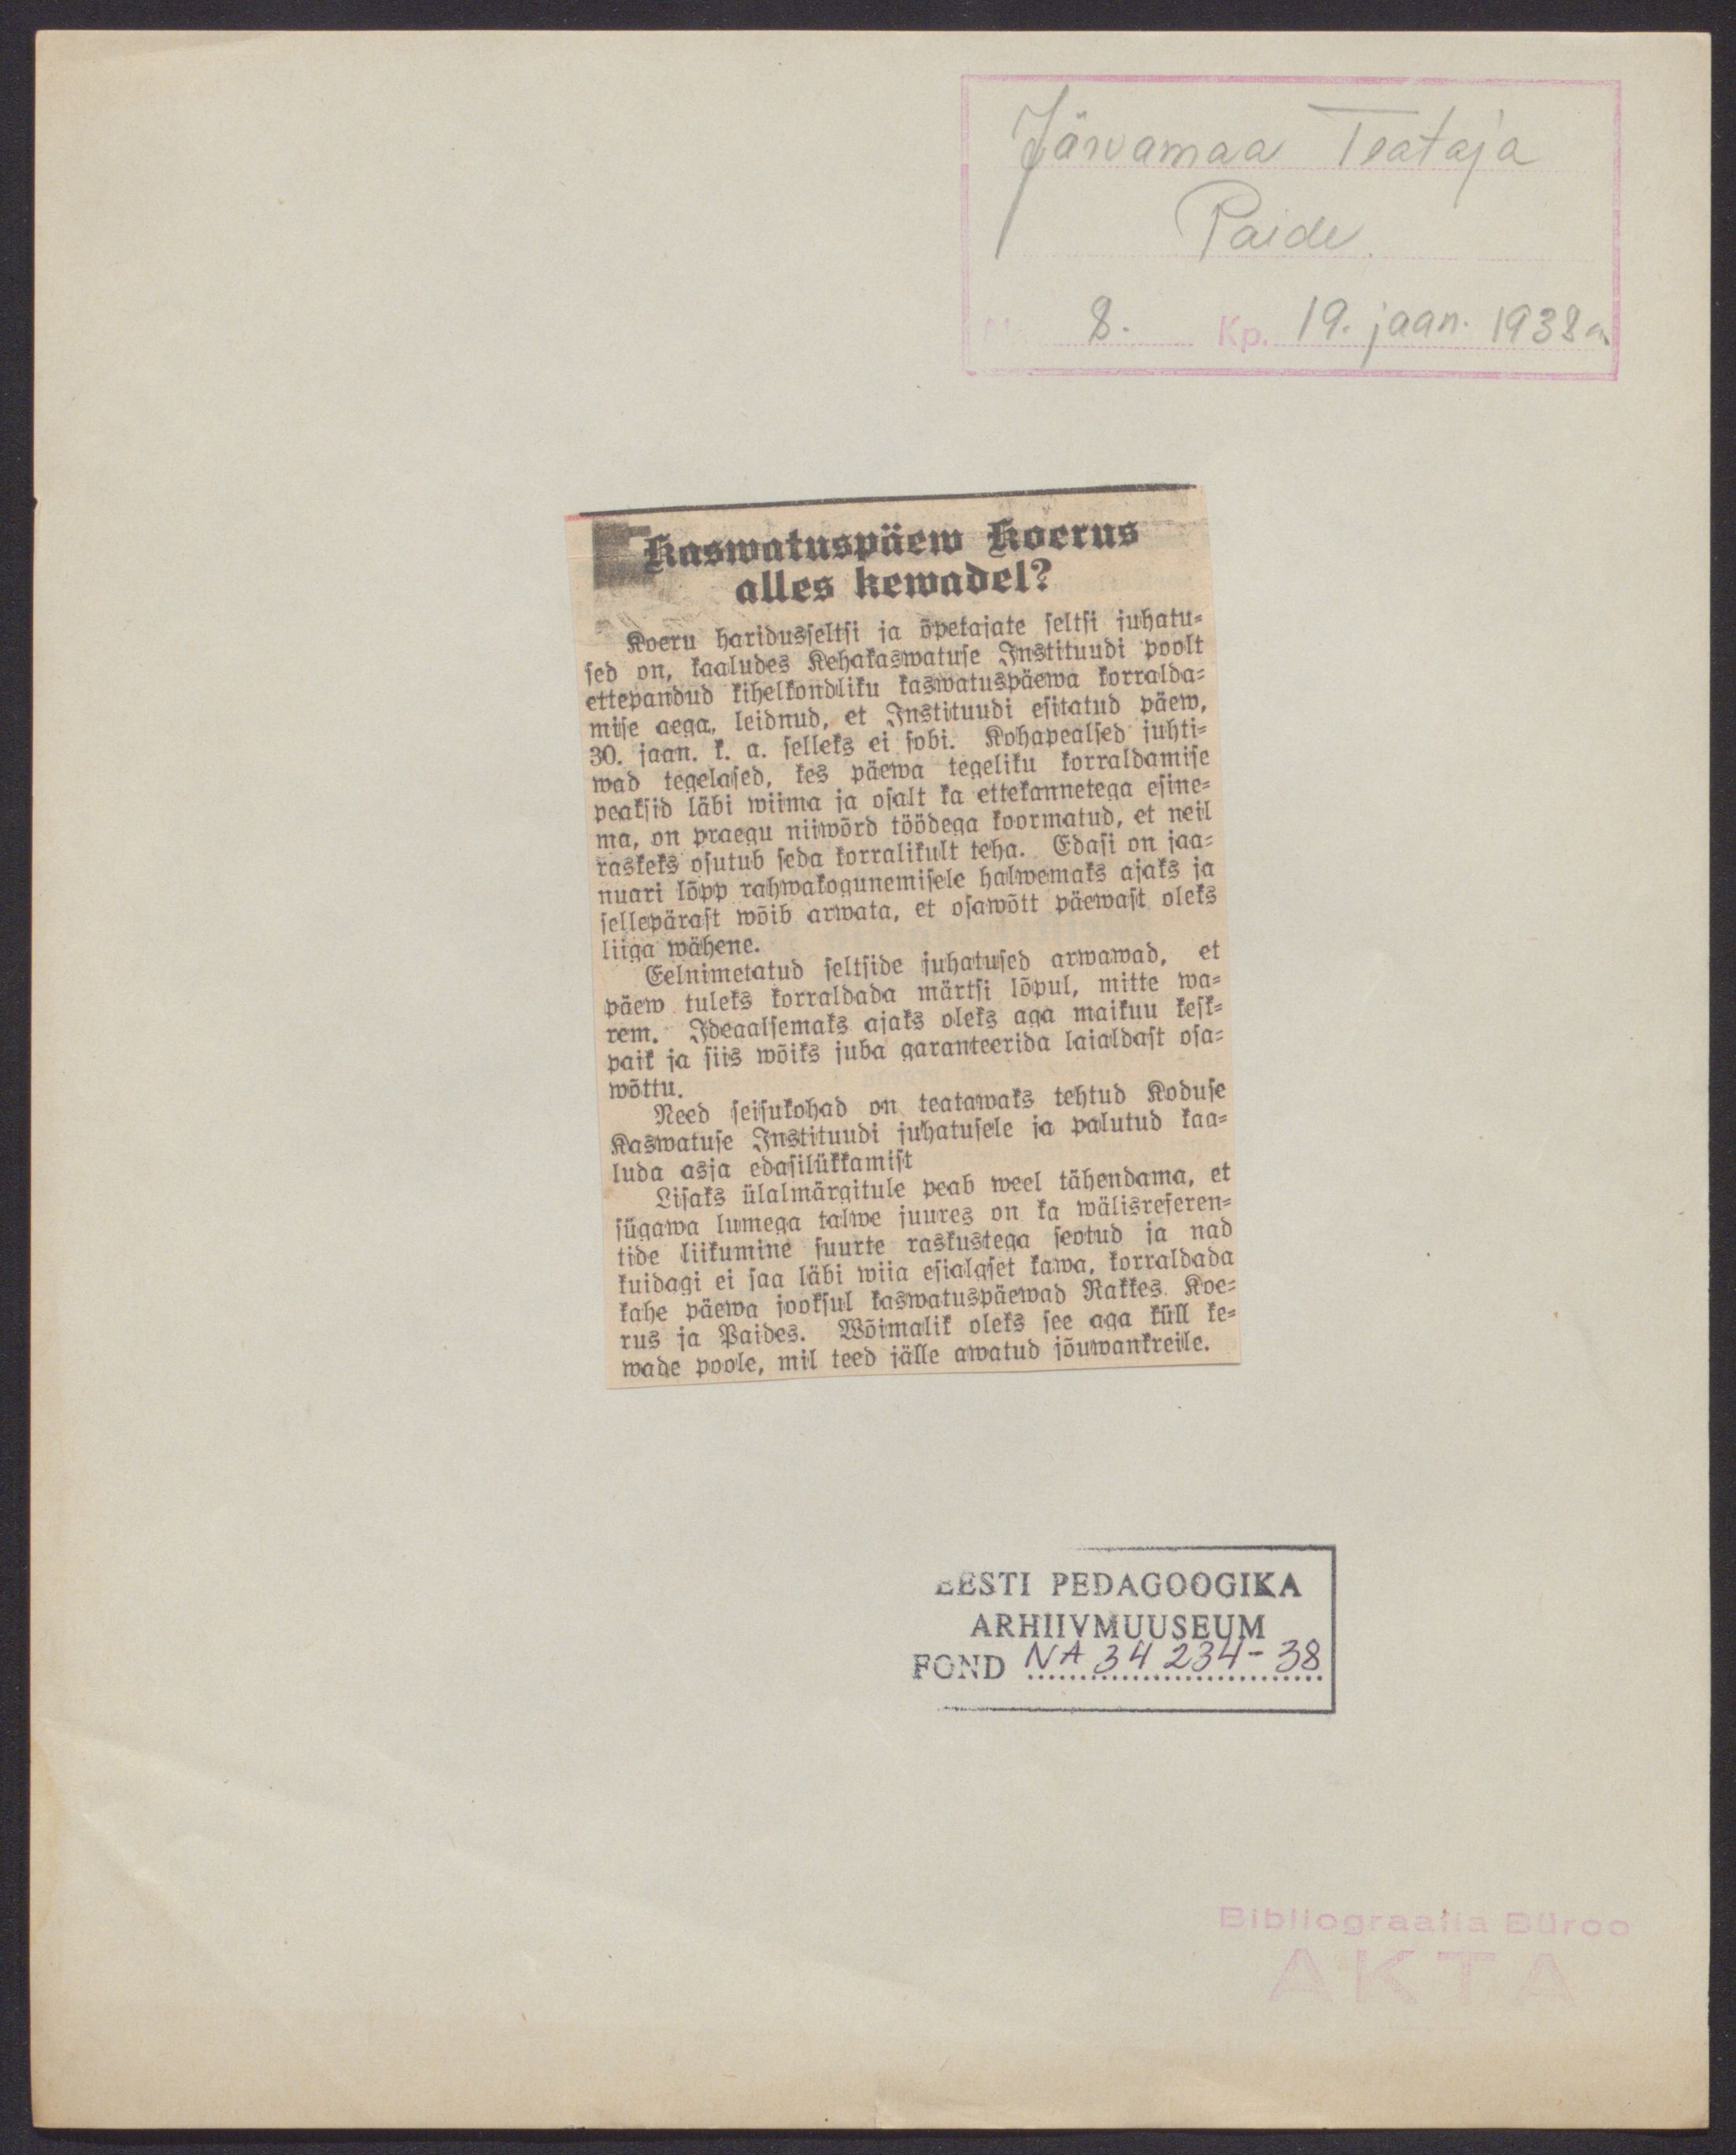 Järvamaa Teataja
Paide.
8. Kp. 19. jaan. 1938 a
Kaswatuspäew Koerus
alles kewadel?
Koeru haridusseltsi ja õpetajate seltsi juhatu-
sed on, kaaludes Kehakaswatuse Instituudi poolt
ettepandud kihelkondliku kaswatuspäewa korralda-
mise aega, leidnud, et Instituudi esitatud päew,
30. jaan. k. a. selleks ei sobi. Kohapealsed juhti-
wad tegelased, kes päewa tegeliku korraldamise
peaksid läbi wiima ja osalt ka ettekannetega esine-
ma, on praegu niiwõrd töödega koormatud, et neil
raskeks osutub seda korralikult teha. Edasi on jaa-
nuari lõpp rahwakogunemisele halwemaks ajaks ja
sellepärast wõib arwata, et osawõtt päewast oleks
liiga wähene.
Eelnimetatud seltside juhatused arwawad, et
päew tuleks korraldada märtsi lõpul, mitte wa-
rem. Ideaalsemaks ajaks oleks aga maikuu kesk-
paik ja siis wõiks juba garanteerida laialdast osa-
wõttu.
Need seisukohad on teatawaks tehtud Koduse
Kaswatuse Instituudi juhatusele ja palutud kaa-
luda asja edasilükkamist
Lisaks ülalmärgitule peab weel tähendama, et
sügawa lumega talwe juures on ka wälisreferen-
tide liikumine suurte raskustega seotud ja nad
kuidagi ei saa läbi wiia esialgset kawa, korraldada
kahe päewa jooksul kaswatuspäewad Rakkes. Koe-
rus ja Paides. Wõimalik oleks see aga küll ke-
wade poole, mil teed jälle awatud jõuwankreile.
EESTI PEDAGOOGIKA
ARHIIVMUUSEUM
FOND NA 34 234-38
Bibliograafia Büroo
AKTA